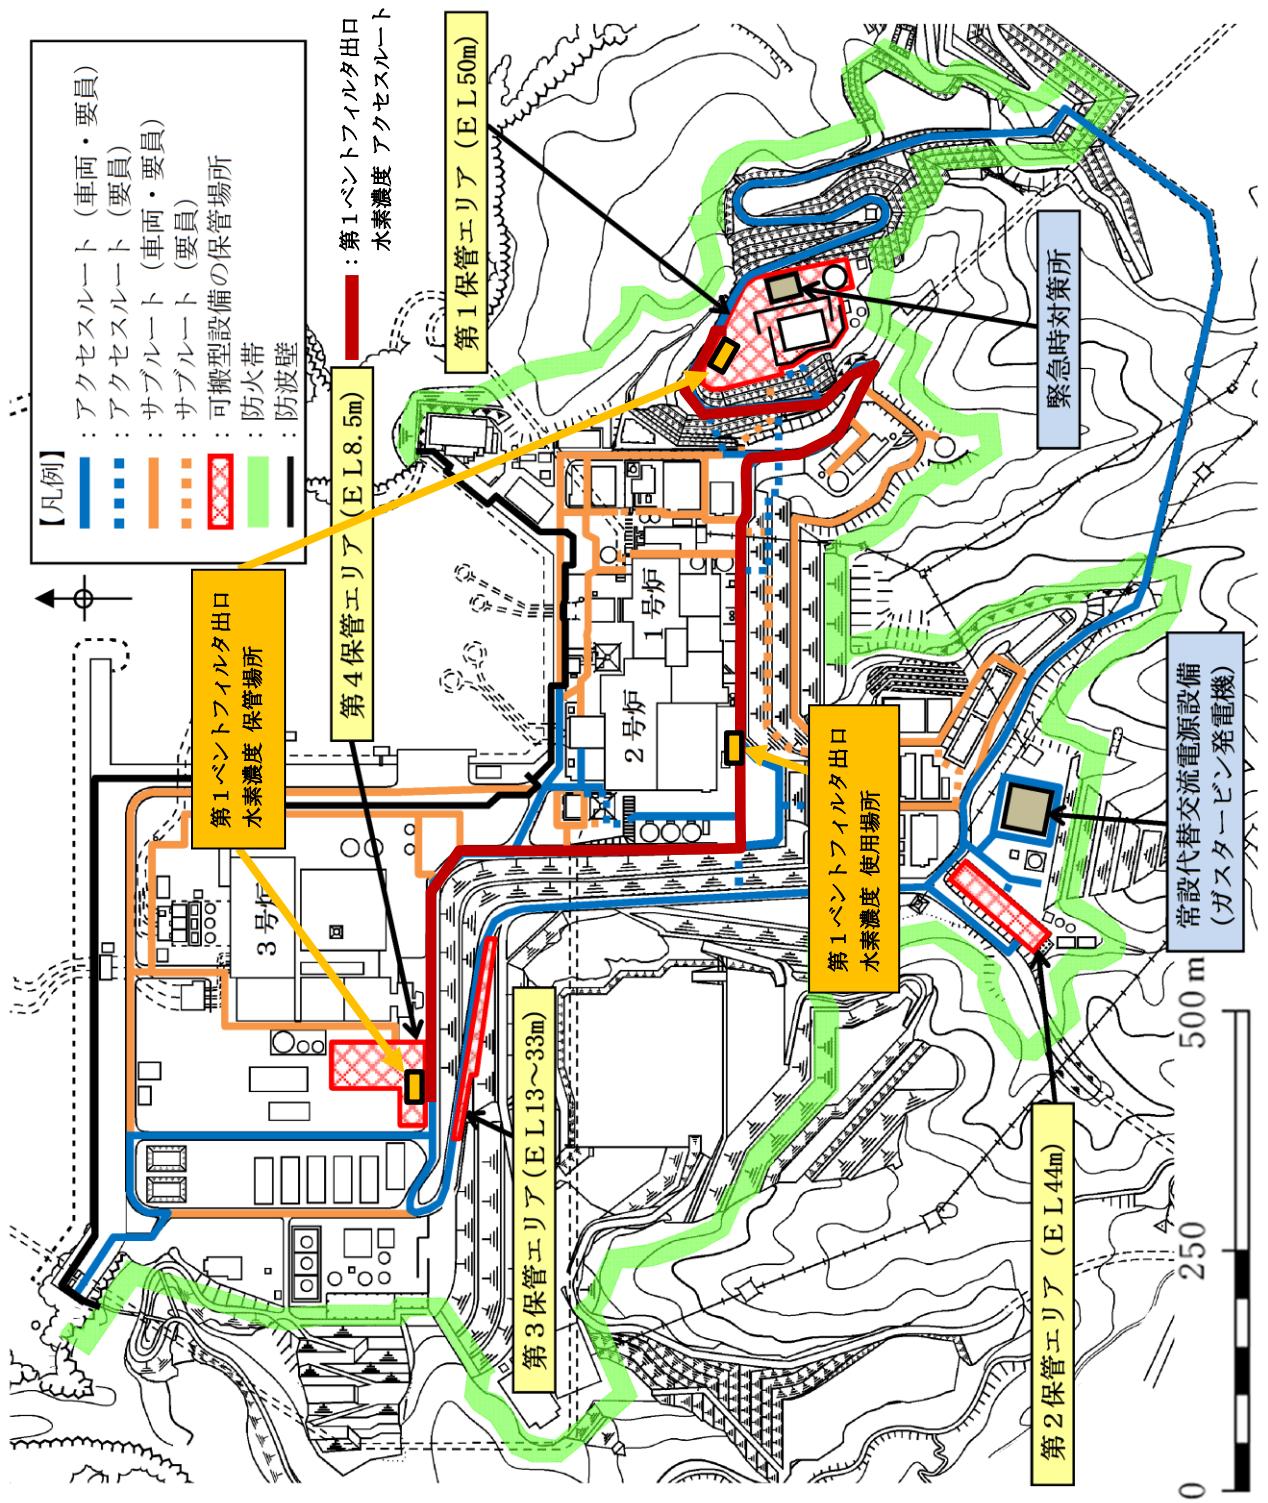 【凡例】
：アクセスルート（車両・要員）
：アクセスルート（要員）
：サブルート（車両・要員）
：サブルート（要員）
：可搬型設備の保管場所
：防火帯
：防波壁
：第１ベントフィルタ出口
水素濃度 アクセスルート
第１保管エリア（ＥＬ50m）
第４保管エリア（ＥＬ8.5m）
第１ベントフィルタ出口
水素濃度 保管場所
緊急時対策所
１号炉
２号炉
３号炉
第１ベントフィルタ出口
水素濃度 使用場所
常設代替交流電源設備
（ガスタービン発電機）
第３保管エリア（ＥＬ13～33m）
第２保管エリア（ＥＬ44m）
0
250
500 m